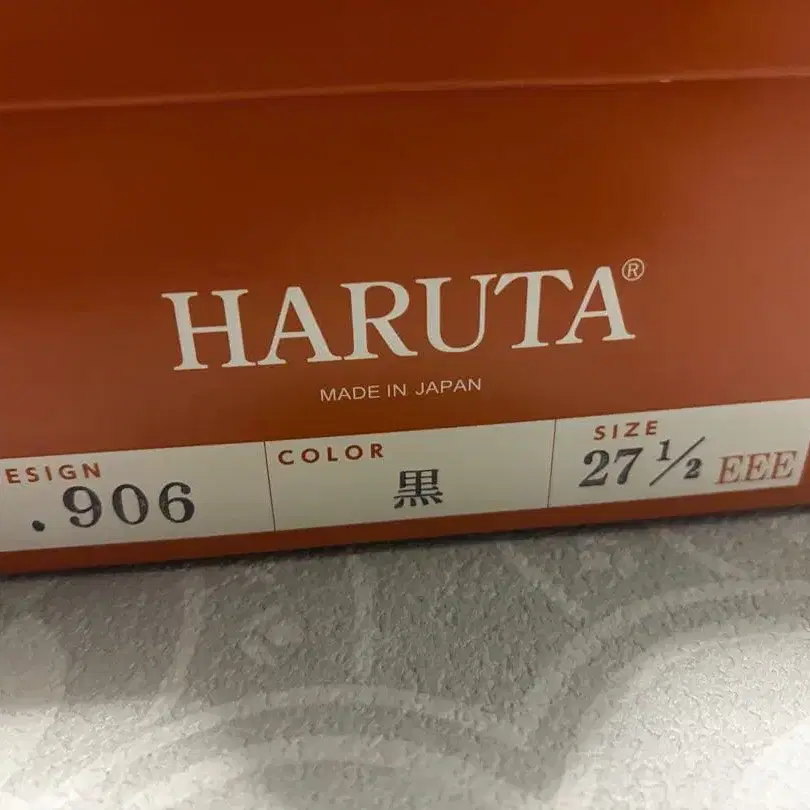 HARUTA®
MADE IN JAPAN
ESIGN COLOR SIZE
.906 黒 27 ½ EEE